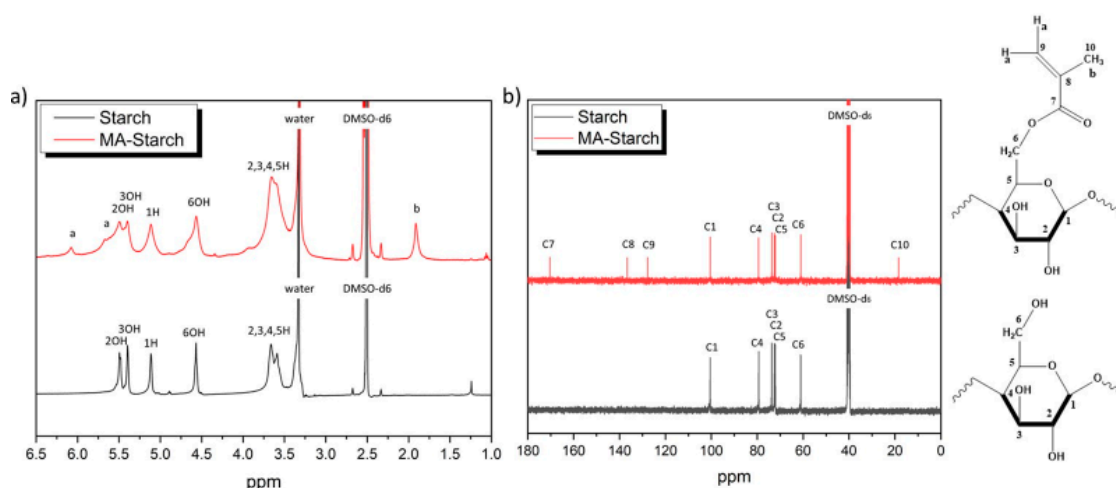 a)
Starch
MA-Starch
water
DMSO-d6
2,3,4,5H
3OH
2OH
1H
6OH
a
a
b
water
DMSO-d6
2,3,4,5H
3OH
2OH
1H
6OH
6.5 6.0 5.5 5.0 4.5 4.0 3.5 3.0 2.5 2.0 1.5 1.0
ppm
b)
Starch
MA-Starch
DMSO-ds
C7
C8
C9
C1
C4
C3
C2
C5
C6
C10
DMSO-ds
C1
C4
C3
C2
C5
C6
180 160 140 120 100 80 60 40 20 0
ppm
H
a
H
a
9
10
CH3
b
8
7
O
O
6
H2C
5
O
O
4
OH
1
2
3
OH
OH
6
H2C
5
O
O
4
OH
1
2
3
OH